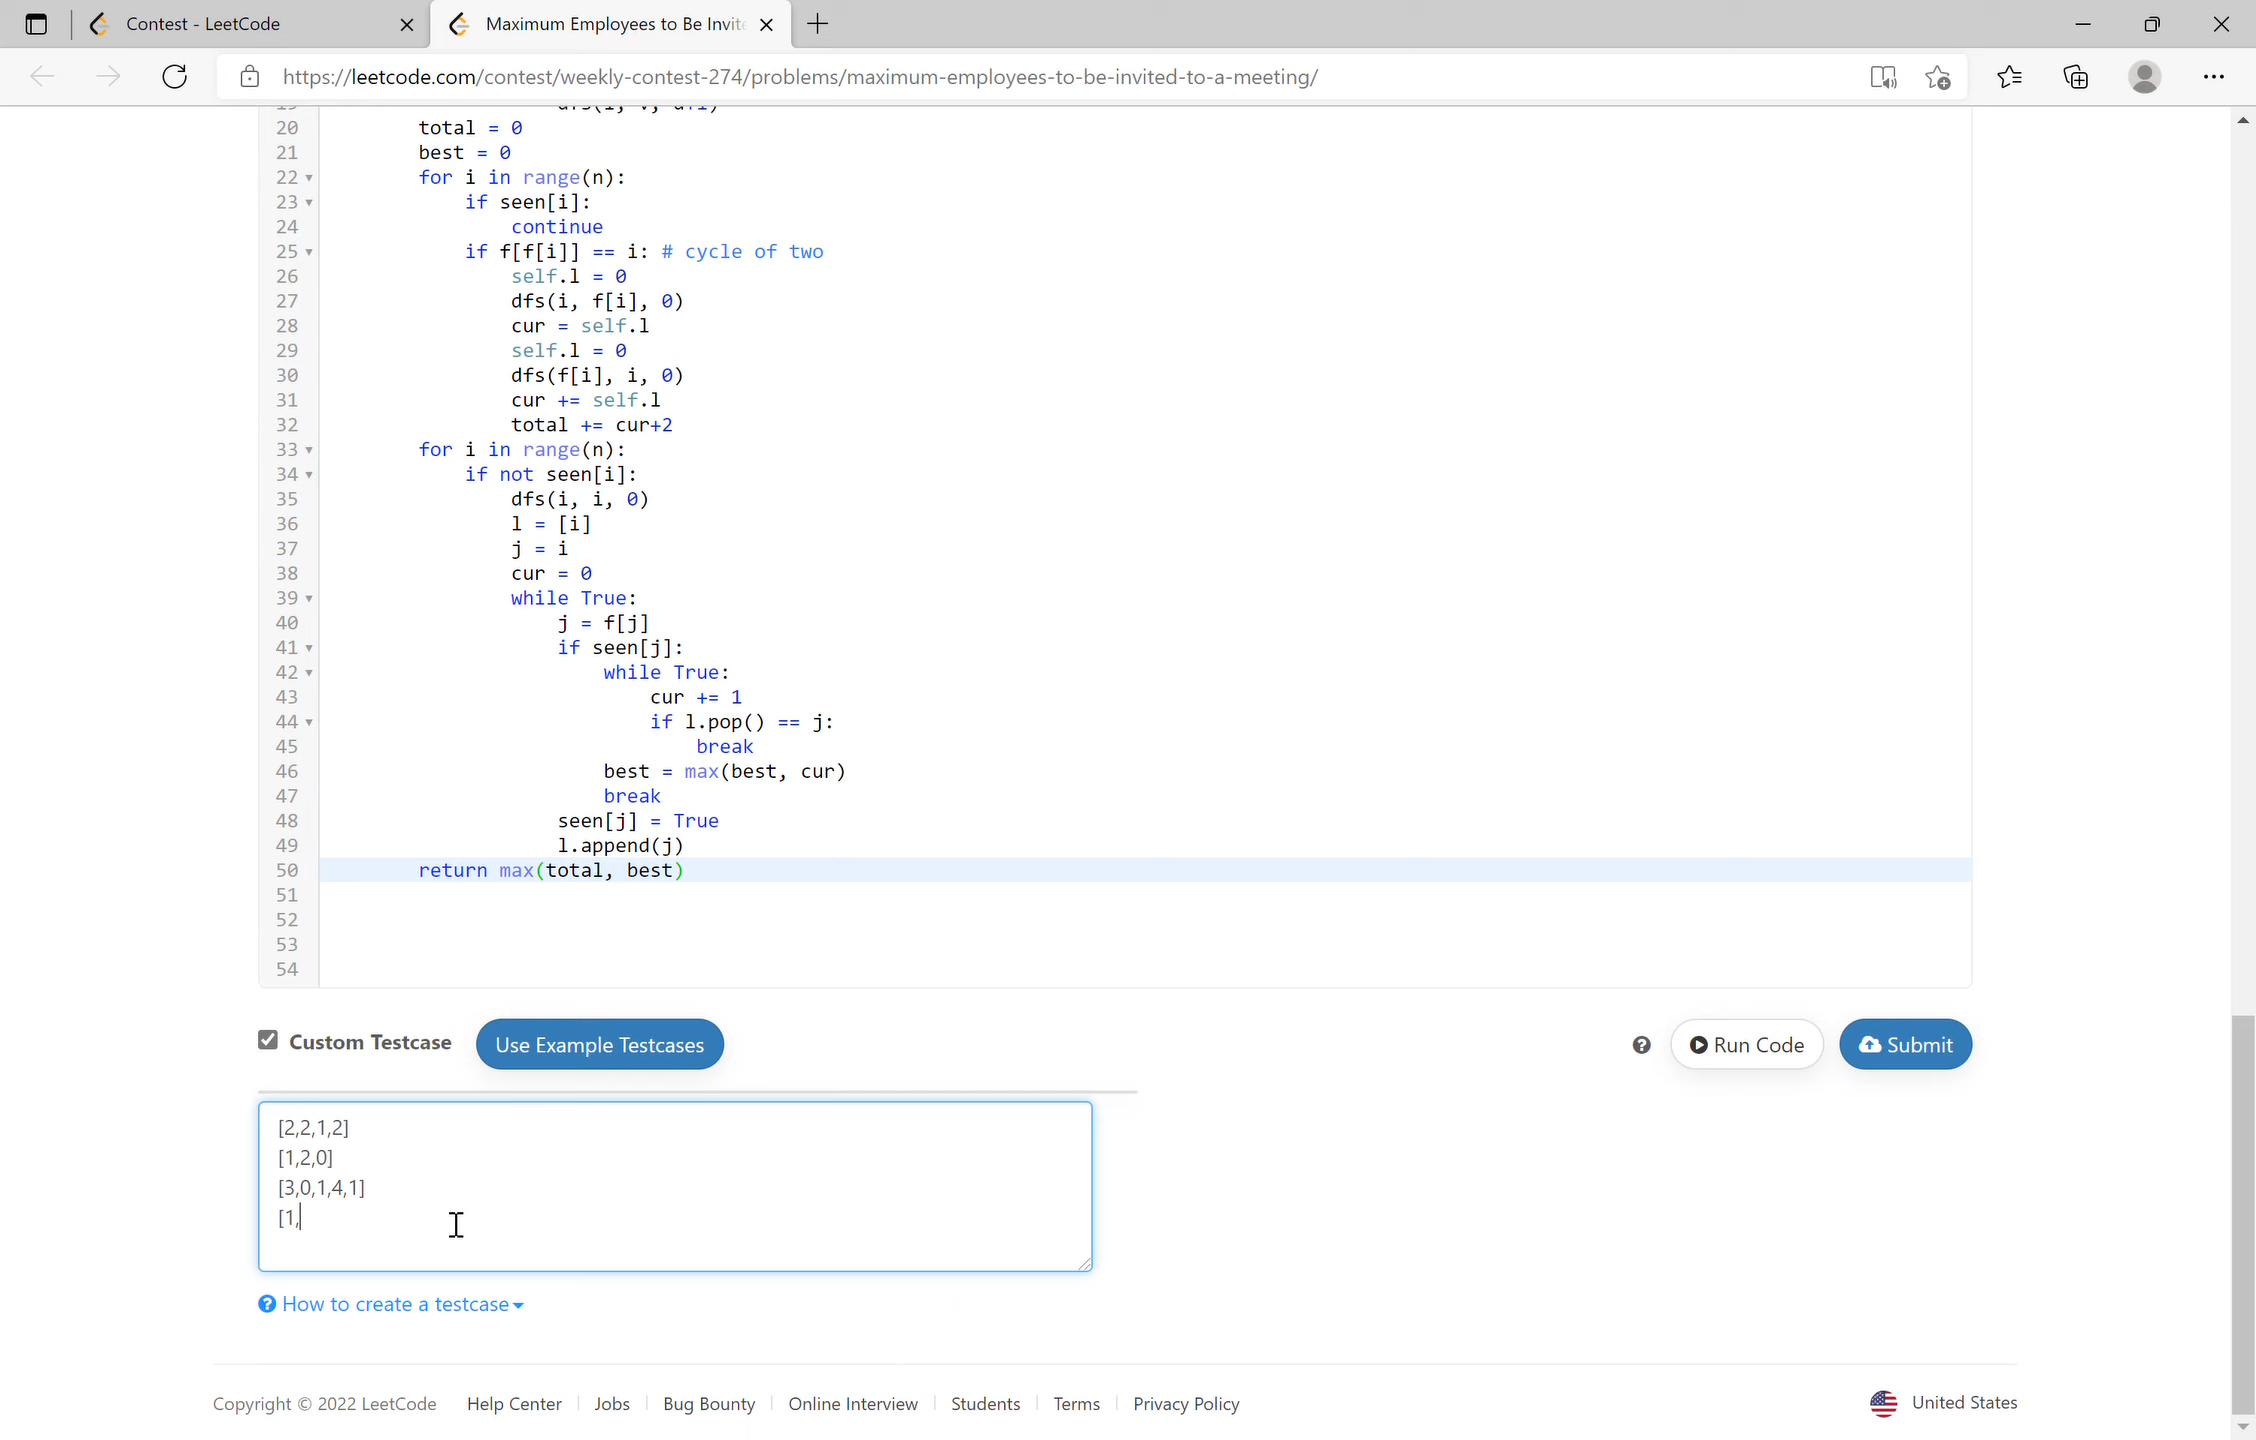 Contest - LeetCode
Maximum Employees to Be Invite
https://leetcode.com/contest/weekly-contest-274/problems/maximum-employees-to-be-invited-to-a-meeting/
20 total = 0
21 best = 0
22 for i in range(n):
23 if seen[i]:
24 continue
25 if f[f[i]] == i: # cycle of two
26 self.l = 0
27 dfs(i, f[i], 0)
28 cur = self.l
29 self.l = 0
30 dfs(f[i], i, 0)
31 cur += self.l
32 total += cur+2
33 for i in range(n):
34 if not seen[i]:
35 dfs(i, i, 0)
36 l = [i]
37 j = i
38 cur = 0
39 while True:
40 j = f[j]
41 if seen[j]:
42 while True:
43 cur += 1
44 if l.pop() == j:
45 break
46 best = max(best, cur)
47 break
48 seen[j] = True
49 l.append(j)
50 return max(total, best)
51
52
53
54
Custom Testcase
Use Example Testcases
Run Code
Submit
[2,2,1,2]
[1,2,0]
[3,0,1,4,1]
[1,
How to create a testcase
Copyright © 2022 LeetCode Help Center Jobs Bug Bounty Online Interview Students Terms Privacy Policy United States